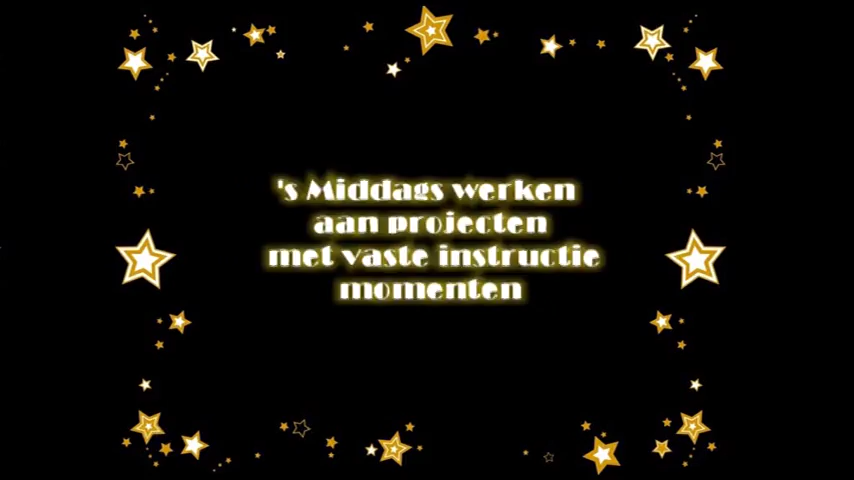 's Middags werken
aan projecten
met vaste instructie
momenten